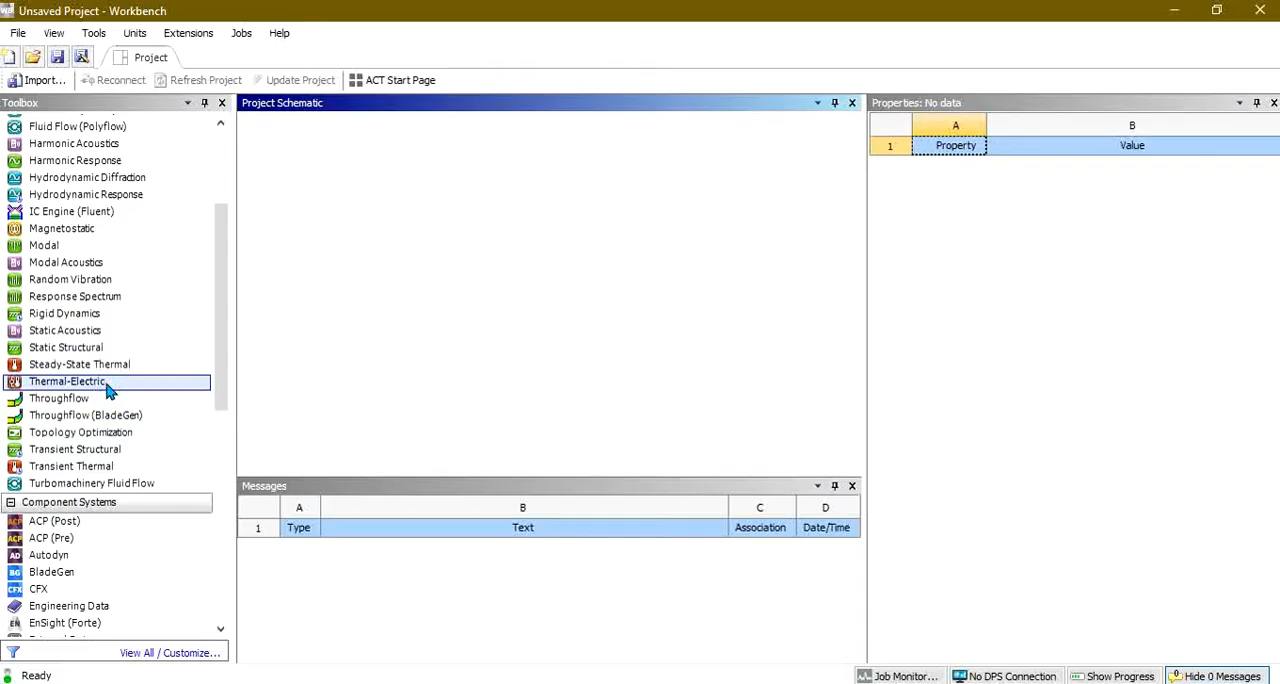 Unsaved Project - Workbench
File View Tools Units Extensions Jobs Help
Project
Import... Reconnect Refresh Project Update Project ACT Start Page
Toolbox
Fluid Flow (Polyflow)
Harmonic Acoustics
Harmonic Response
Hydrodynamic Diffraction
Hydrodynamic Response
IC Engine (Fluent)
Magnetostatic
Modal
Modal Acoustics
Random Vibration
Response Spectrum
Rigid Dynamics
Static Acoustics
Static Structural
Steady-State Thermal
Thermal-Electric
Throughflow
Throughflow (BladeGen)
Topology Optimization
Transient Structural
Transient Thermal
Turbomachinery Fluid Flow
Component Systems
ACP (Post)
ACP (Pre)
Autodyn
BladeGen
CFX
Engineering Data
EnSight (Forte)
View All / Customize...
Project Schematic
Messages
A B C D
1 Type Text Association Date/Time
Properties: No data
A B
1 Property Value
Ready
Job Monitor... No DPS Connection Show Progress Hide 0 Messages